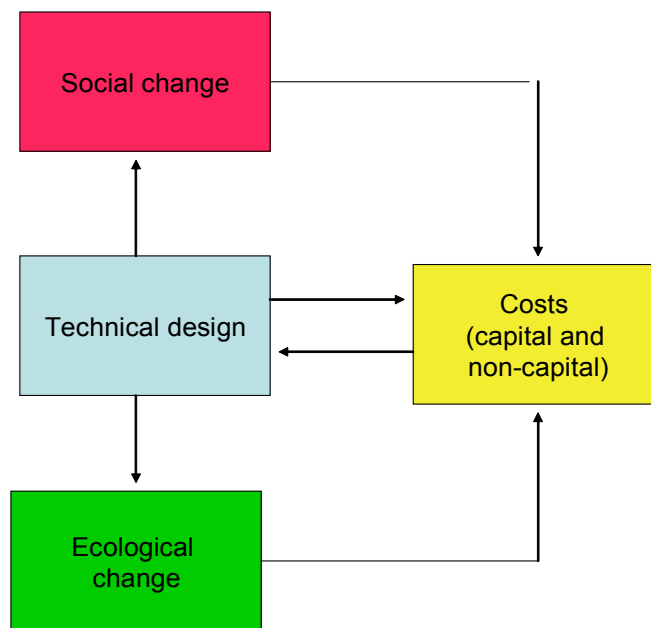 Social change
Technical design
Costs
(capital and
non-capital)
Ecological
change